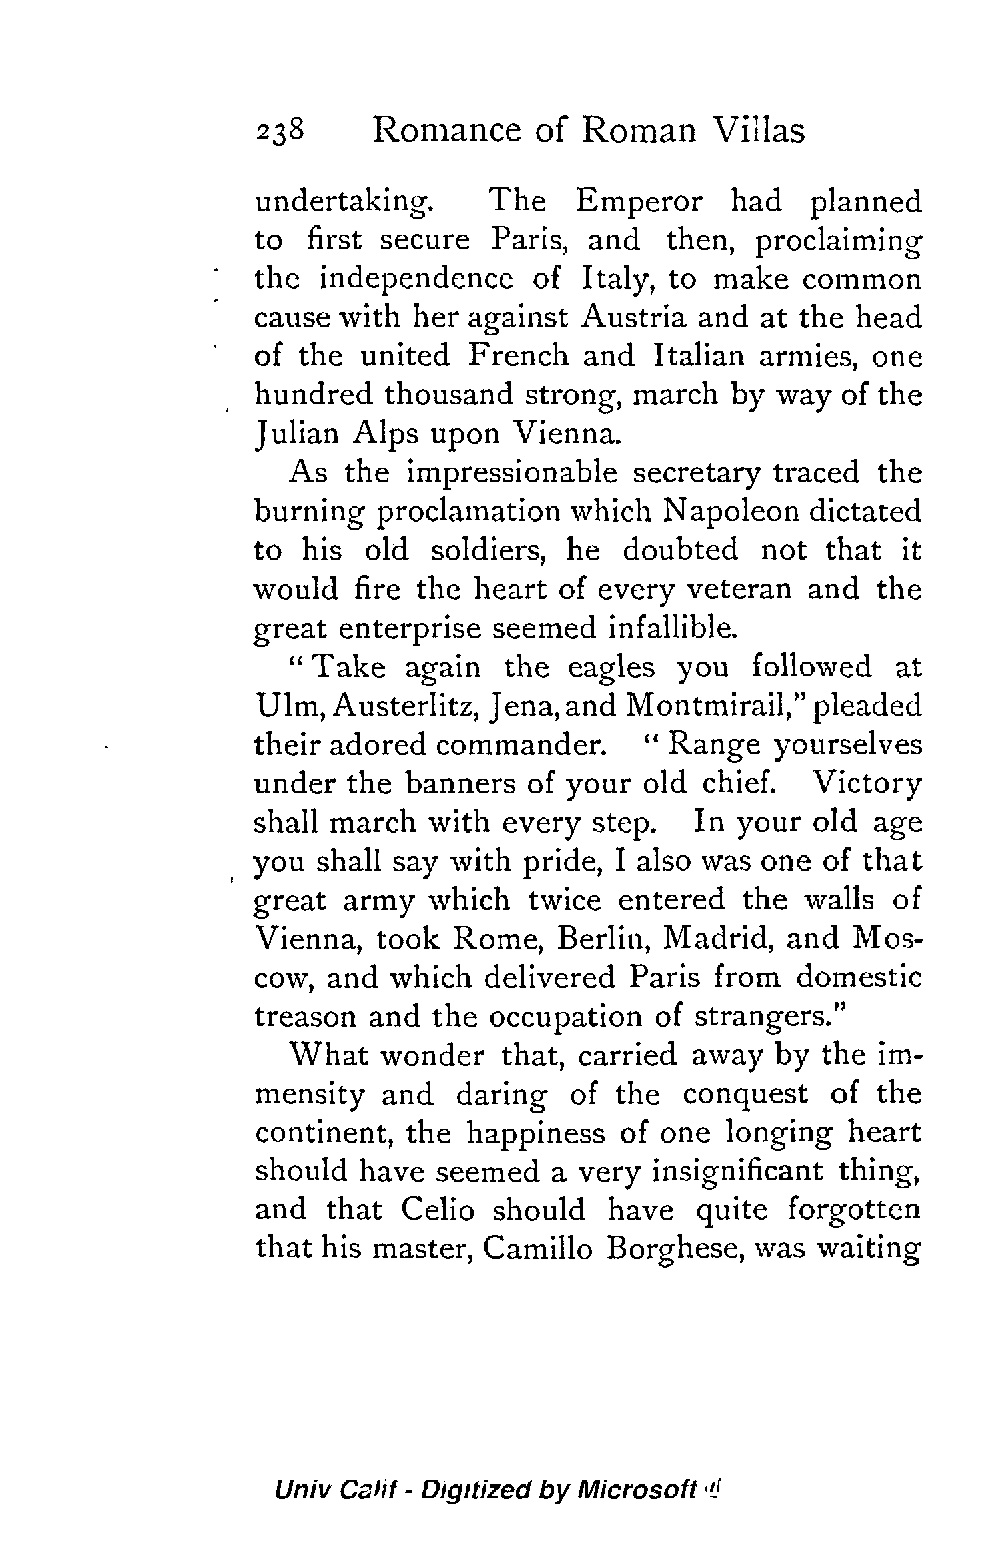 238 Romance of Roman Villas
undertaking. The Emperor had planned
to first secure Paris, and then, proclaiming
the independence of Italy, to make common
cause with her against Austria and at the head
of the united French and Italian armies, one
hundred thousand strong, march by way of the
Julian Alps upon Vienna.
As the impressionable secretary traced the
burning proclamation which Napoleon dictated
to his old soldiers, he doubted not that it
would fire the heart of every veteran and the
great enterprise seemed infallible.
“ Take again the eagles you followed at
Ulm, Austerlitz, Jena, and Montmirail,” pleaded
their adored commander. “ Range yourselves
under the banners of your old chief. Victory
shall march with every step. In your old age
you shall say with pride, I also was one of that
great army which twice entered the walls of
Vienna, took Rome, Berlin, Madrid, and Mos-
cow, and which delivered Paris from domestic
treason and the occupation of strangers.”
What wonder that, carried away by the im-
mensity and daring of the conquest of the
continent, the happiness of one longing heart
should have seemed a very insignificant thing,
and that Celio should have quite forgotten
that his master, Camillo Borghese, was waiting
Univ Calif - Digitized by Microsoft